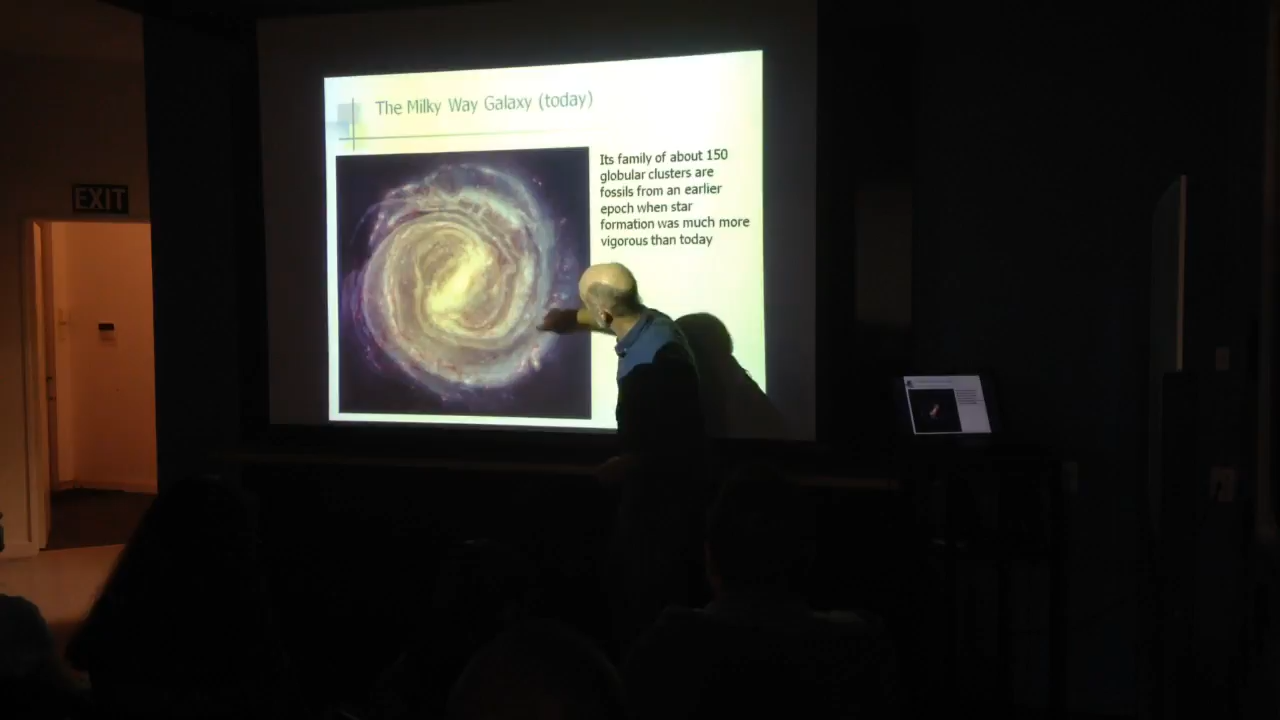 The Milky Way Galaxy (today)
Its family of about 150
globular clusters are
fossils from an earlier
epoch when star
formation was much more
vigorous than today
EXIT